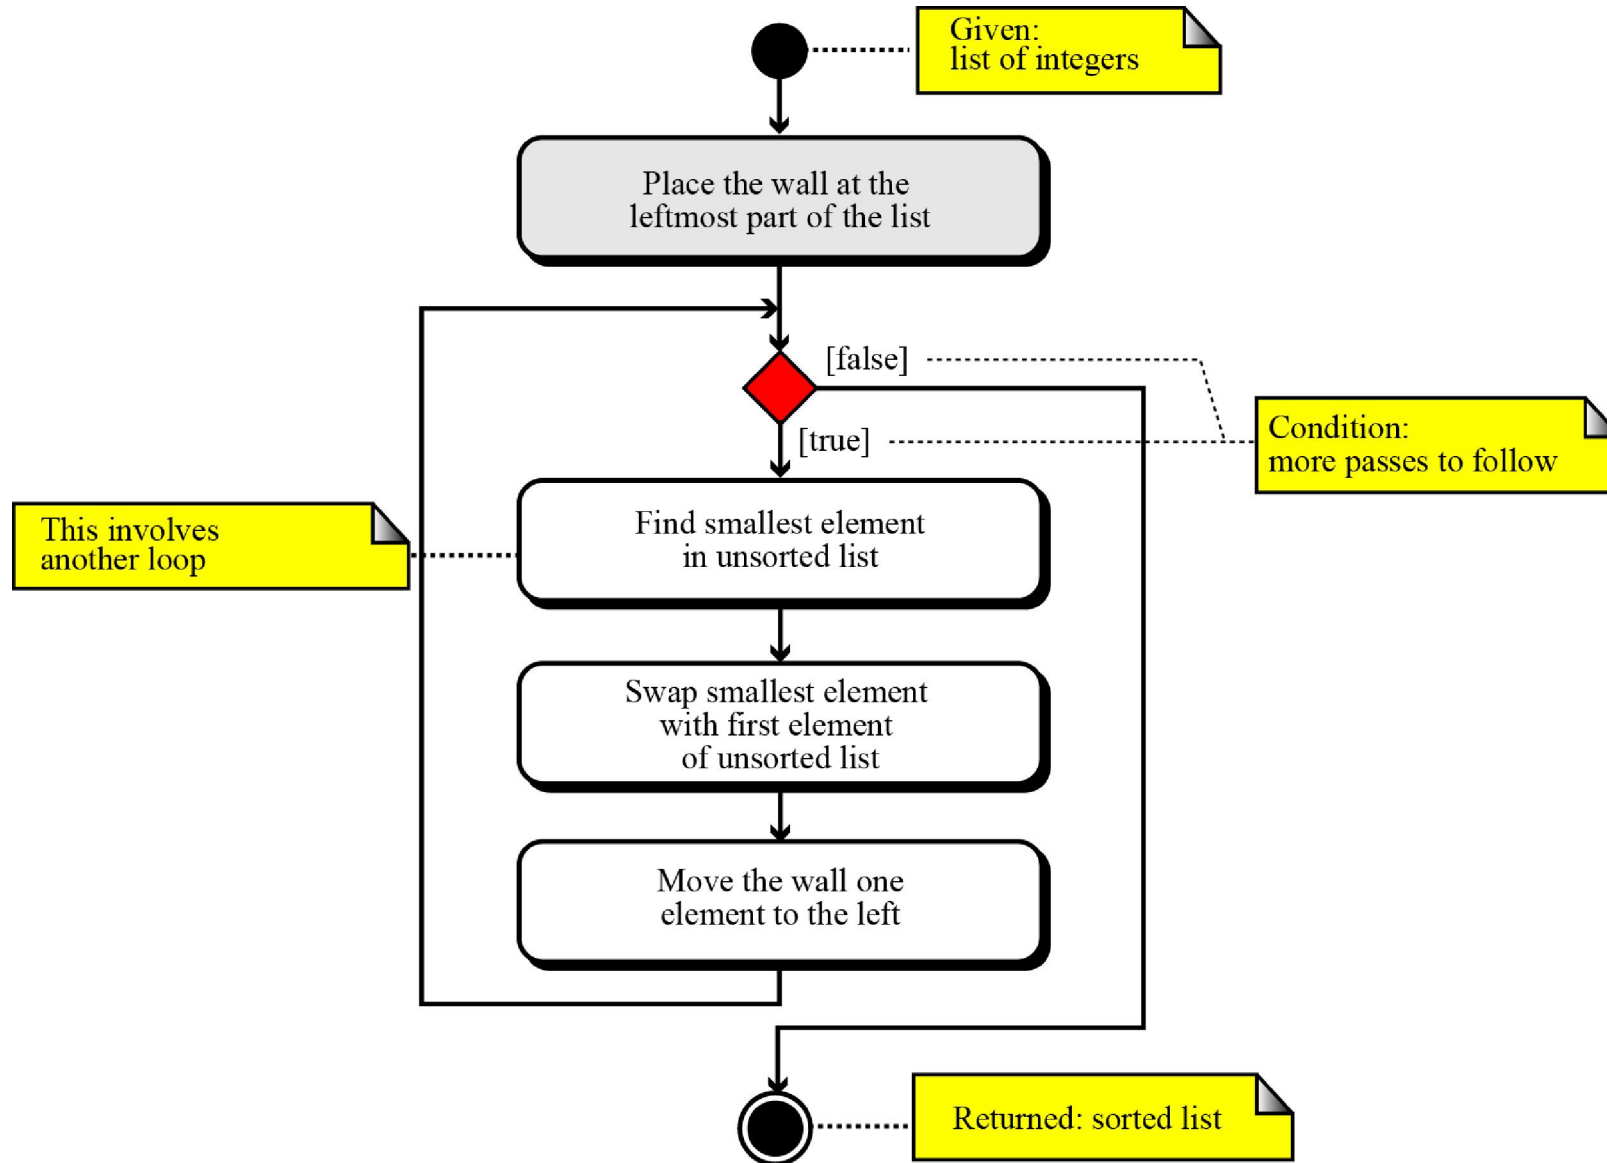 Given:
list of integers
Place the wall at the
leftmost part of the list
[false]
[true]
Condition:
more passes to follow
This involves
another loop
Find smallest element
in unsorted list
Swap smallest element
with first element
of unsorted list
Move the wall one
element to the left
Returned: sorted list